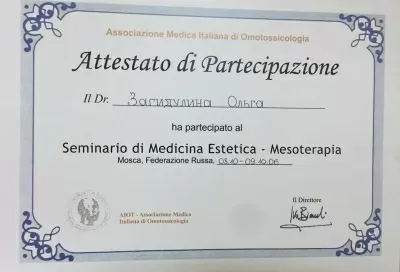 Associazione Medica Italiana di Omotossicologia
Attestato di Partecipazione
Il Dr. Загидулина Ольга
ha partecipato al
Seminario di Medicina Estetica - Mesoterapia
Mosca, Federazione Russa, 08.10 - 09.10.06
Il Direttore
AIOT - Associazione Medica
Italiana di Omotossicologia